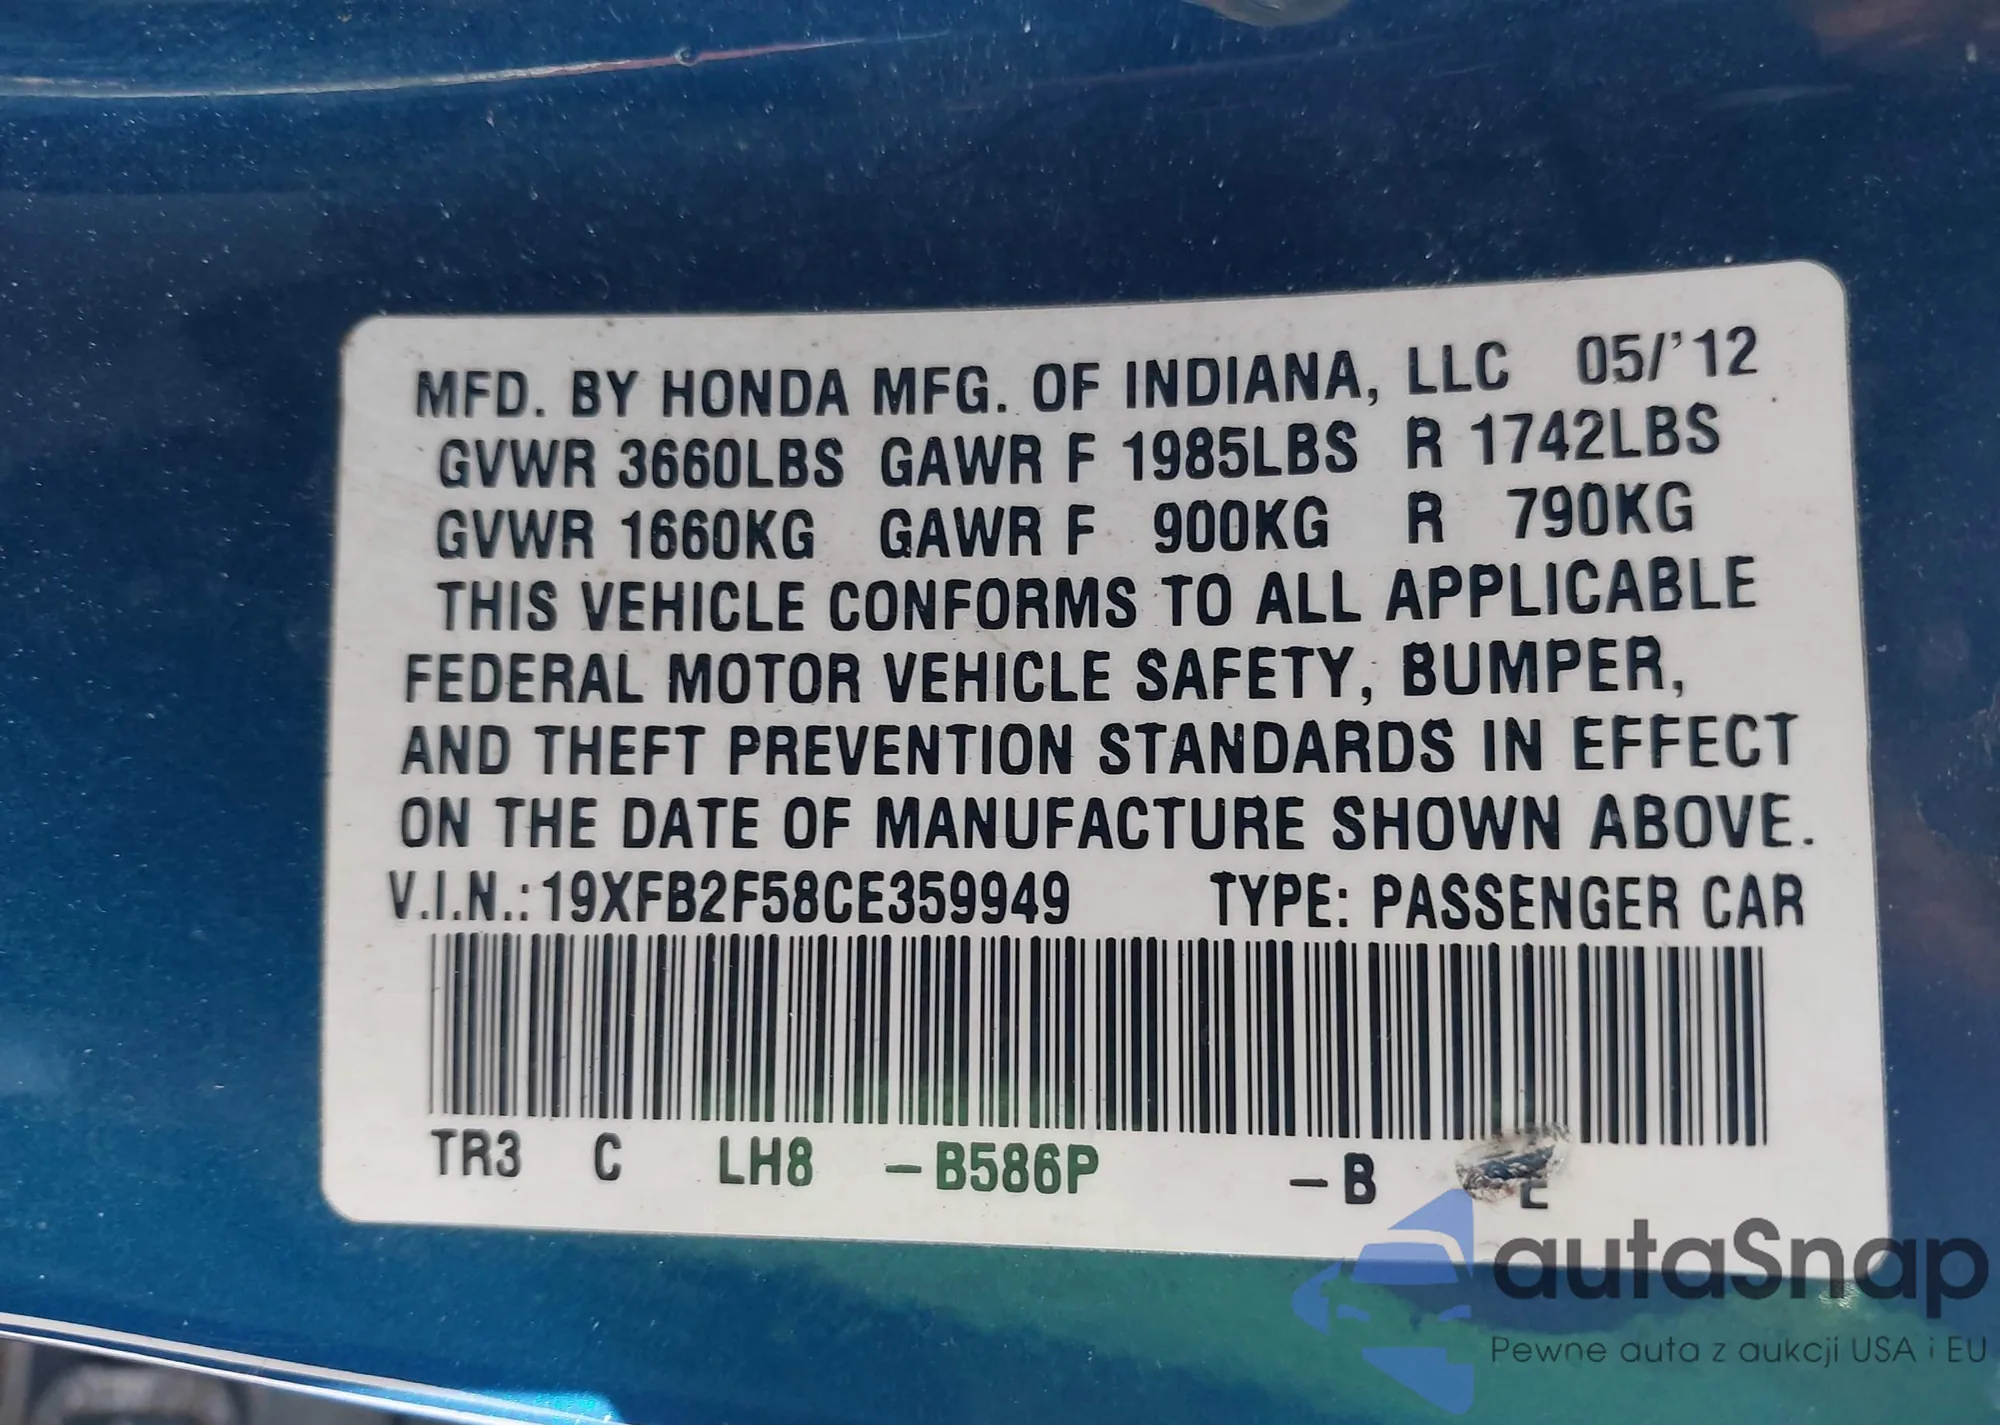 MFD. BY HONDA MFG. OF INDIANA, LLC 05/'12
GVWR 3660LBS GAWR F 1985LBS R 1742LBS
GVWR 1660KG GAWR F 900KG R 790KG
THIS VEHICLE CONFORMS TO ALL APPLICABLE
FEDERAL MOTOR VEHICLE SAFETY, BUMPER,
AND THEFT PREVENTION STANDARDS IN EFFECT
ON THE DATE OF MANUFACTURE SHOWN ABOVE.
V.I.N.:19XFB2F58CE359949 TYPE: PASSENGER CAR
TR3 C LH8 -B586P -B E
autaSnap
Pewne auta z aukcji USA i EU